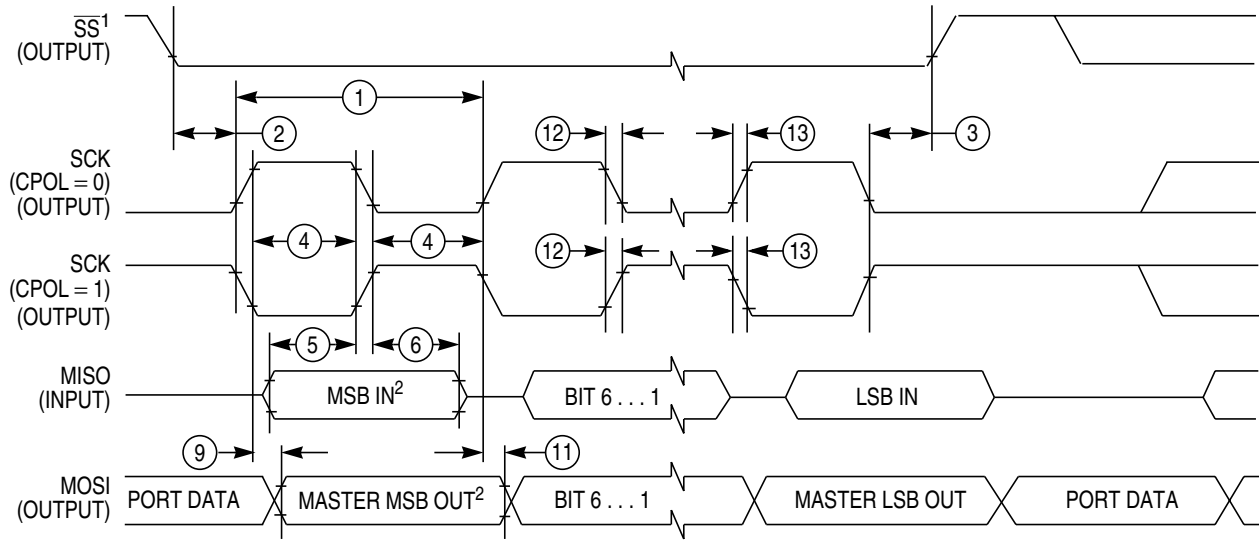 SS¹
(OUTPUT)
1
2
12
13
3
SCK
(CPOL = 0)
(OUTPUT)
4
4
SCK
(CPOL = 1)
(OUTPUT)
12
13
5
6
MISO
(INPUT)
MSB IN²
BIT 6 . . . 1
LSB IN
9
11
MOSI
(OUTPUT)
PORT DATA
MASTER MSB OUT²
BIT 6 . . . 1
MASTER LSB OUT
PORT DATA